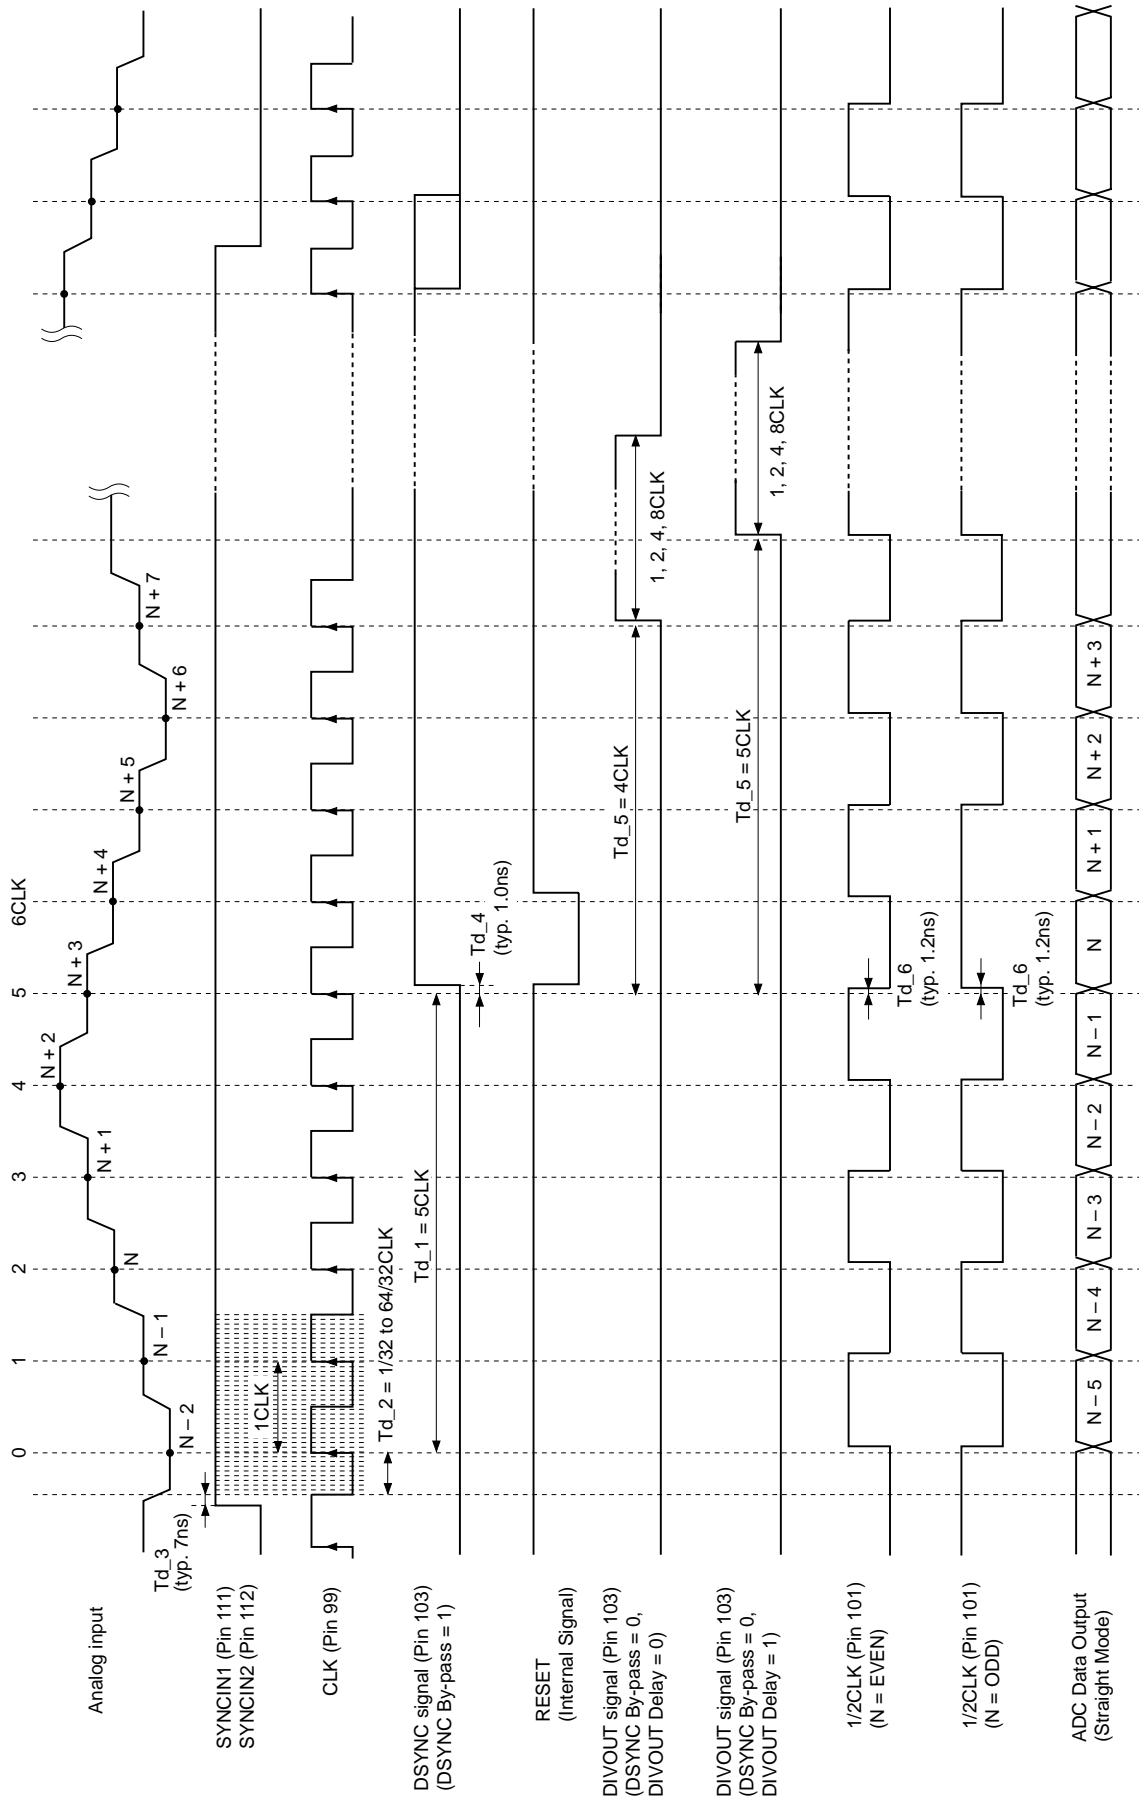 0
1
2
3
4
5
6CLK
Analog input
Td_3
(typ. 7ns)
N – 2
N – 1
N
N + 1
N + 2
N + 3
N + 4
N + 5
N + 6
N + 7
SYNCIN1 (Pin 111)
SYNCIN2 (Pin 112)
1CLK
CLK (Pin 99)
Td_2 = 1/32 to 64/32CLK
DSYNC signal (Pin 103)
(DSYNC By-pass = 1)
Td_1 = 5CLK
Td_4
(typ. 1.0ns)
RESET
(Internal Signal)
DIVOUT signal (Pin 103)
(DSYNC By-pass = 0,
DIVOUT Delay = 0)
Td_5 = 4CLK
1, 2, 4, 8CLK
DIVOUT signal (Pin 103)
(DSYNC By-pass = 0,
DIVOUT Delay = 1)
Td_5 = 5CLK
1, 2, 4, 8CLK
1/2CLK (Pin 101)
(N = EVEN)
Td_6
(typ. 1.2ns)
1/2CLK (Pin 101)
(N = ODD)
Td_6
(typ. 1.2ns)
ADC Data Output
(Straight Mode)
N – 5
N – 4
N – 3
N – 2
N – 1
N
N + 1
N + 2
N + 3